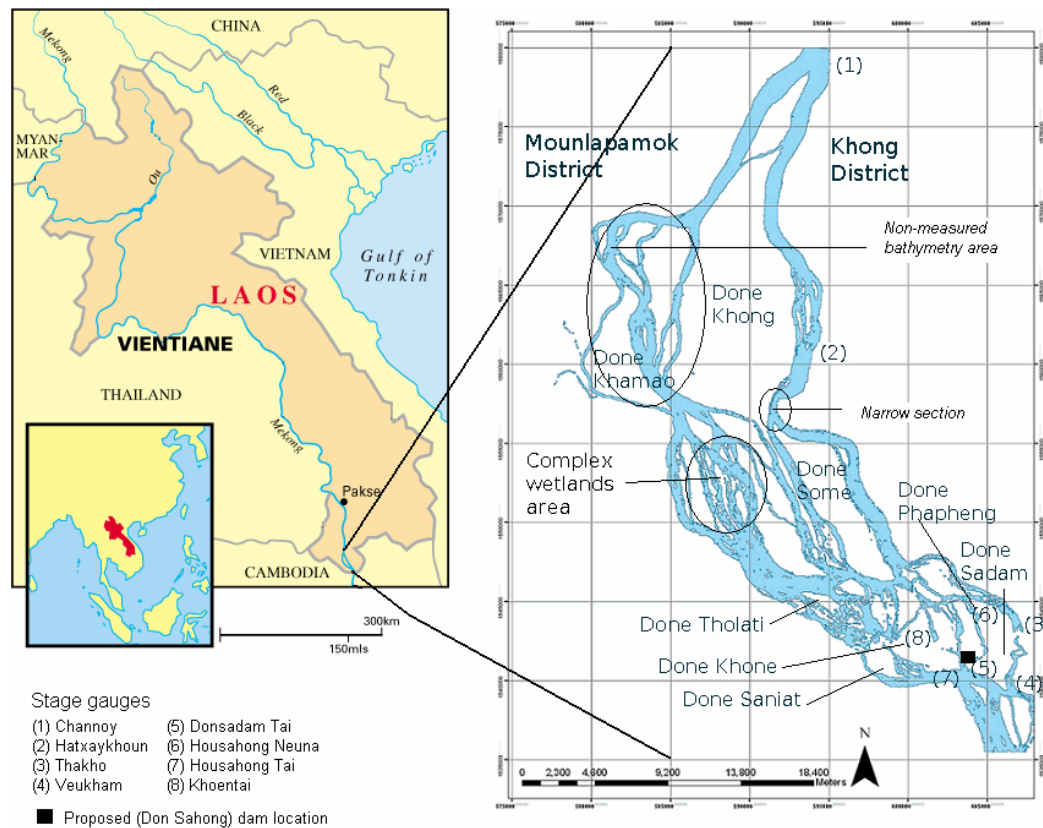 CHINA
Mekong
Red
Black
MYAN-
MAR
Ou
VIETNAM
Gulf of
Tonkin
LAOS
VIENTIANE
THAILAND
Mekong
Pakse
CAMBODIA
300km
150mls
Stage gauges
(1) Channoy
(2) Hatxaykhoun
(3) Thakho
(4) Veukham
(5) Donsadam Tai
(6) Housahong Neuna
(7) Housahong Tai
(8) Khoentai
Proposed (Don Sahong) dam location
(1)
Mounlapamok
District
Khong
District
Non-measured
bathymetry area
Done
Khong
(2)
Done
Khamao
Narrow section
Complex
wetlands
area
Done
Some
Done
Phapheng
Done
Sadam
(6)
(3)
Done Tholati
(8)
Done Khone
(5)
(7)
(4)
Done Saniat
N
0 2,300 4,600 9,200 13,800 18,400
Meters